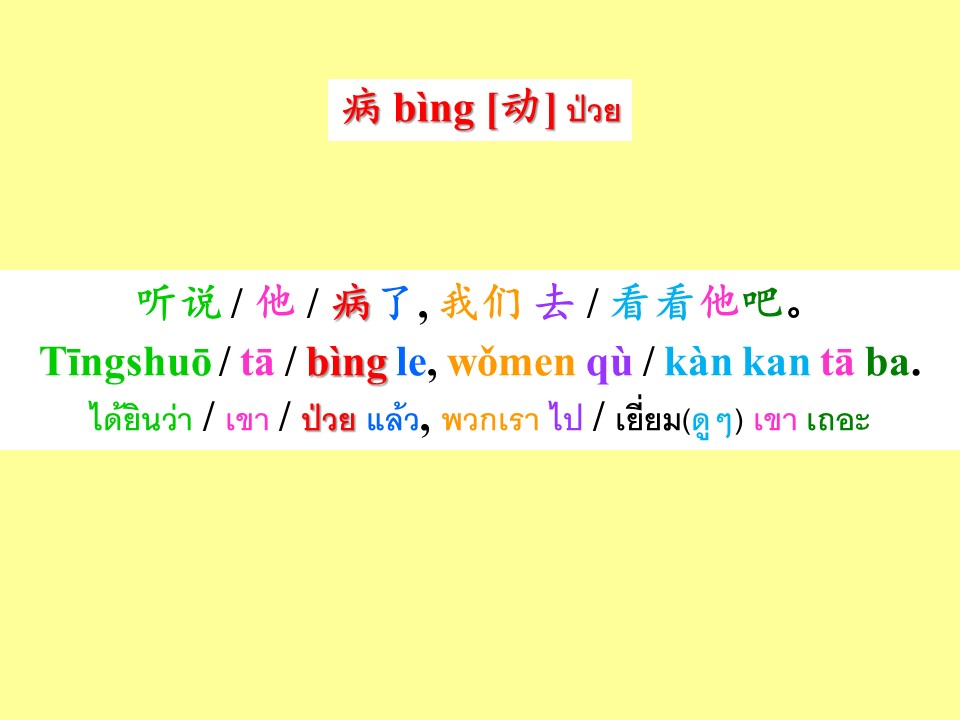 病 bìng [动] ป่วย
听说 / 他 / 病了, 我们 去 / 看看他吧。
Tīngshuō / tā / bìng le, wǒmen qù / kàn kan tā ba.
ได้ยินว่า / เขา / ป่วย แล้ว, พวกเรา ไป / เยี่ยม(ดูๆ) เขา เถอะ